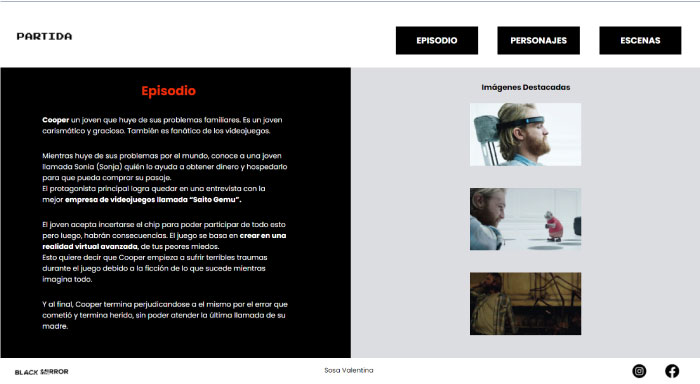 PARTIDA
EPISODIO
PERSONAJES
ESCENAS
Episodio
Cooper un joven que huye de sus problemas familiares. Es un joven
carismático y gracioso. También es fanático de los videojuegos.
Mientras huye de sus problemas por el mundo, conoce a una joven
llamada Sonia (Sonja) quién lo ayuda a obtener dinero y hospedarlo
para que pueda comprar su pasaje.
El protagonista principal logra quedar en una entrevista con la
mejor empresa de videojuegos llamada “Saito Gemu”.
El joven acepta incertarse el chip para poder participar de todo esto
pero luego, habrán consecuencias. El juego se basa en crear en una
realidad virtual avanzada, de tus peores miedos.
Esto quiere decir que Cooper empieza a sufrir terribles traumas
durante el juego debido a la ficción de lo que sucede mientras
imagina todo.
Y al final, Cooper termina perjudicandose a el mismo por el error que
cometió y termina herido, sin poder atender la última llamada de su
madre.
Imágenes Destacadas
BLACK MIRROR
Sosa Valentina